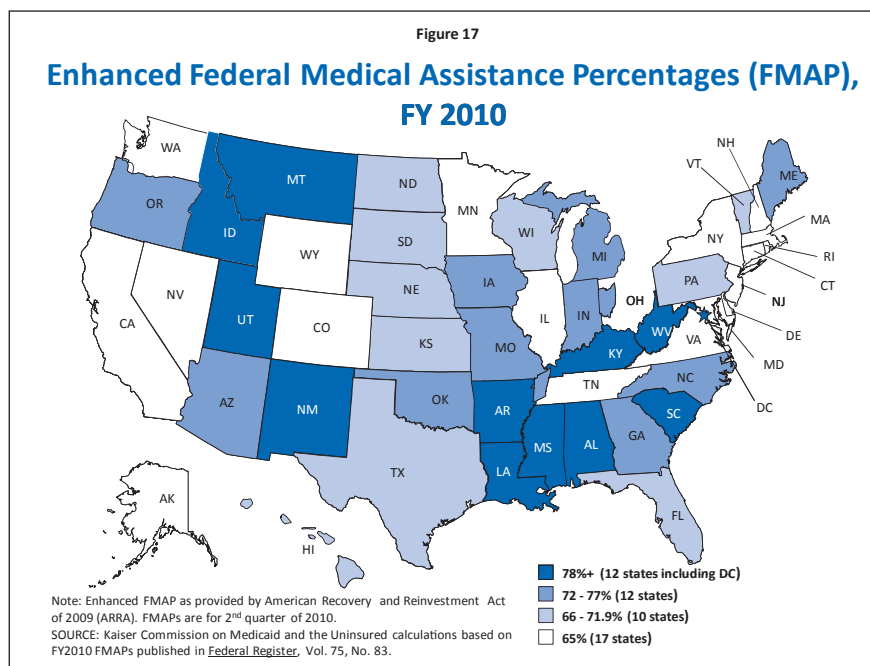 Figure 17
Enhanced Federal Medical Assistance Percentages (FMAP),
FY 2010
WA
OR
CA
NV
ID
MT
WY
UT
CO
AZ
NM
ND
SD
NE
KS
OK
TX
MN
IA
MO
AR
LA
WI
IL
MI
IN
OH
KY
TN
MS
AL
GA
FL
SC
NC
VA
WV
PA
NY
VT
NH
ME
MA
RI
CT
NJ
DE
MD
DC
AK
HI
78%+ (12 states including DC)
72 - 77% (12 states)
66 - 71.9% (10 states)
65% (17 states)
Note: Enhanced FMAP as provided by American Recovery and Reinvestment Act
of 2009 (ARRA). FMAPs are for 2nd quarter of 2010.
SOURCE: Kaiser Commission on Medicaid and the Uninsured calculations based on
FY2010 FMAPs published in Federal Register, Vol. 75, No. 83.